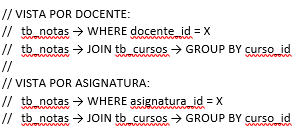 // VISTA POR DOCENTE:
//   tb_notas → WHERE docente_id = X
//   tb_notas → JOIN tb_cursos → GROUP BY curso_id
//
// VISTA POR ASIGNATURA:
//   tb_notas → WHERE asignatura_id = X
//   tb_notas → JOIN tb_cursos → GROUP BY curso_id